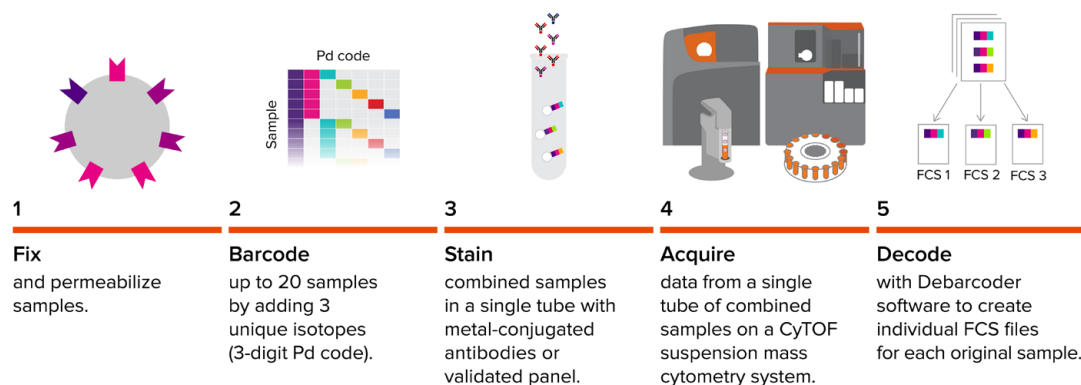 Pd code
Sample
FCS 1
FCS 2
FCS 3
1
Fix
and permeabilize
samples.
2
Barcode
up to 20 samples
by adding 3
unique isotopes
(3-digit Pd code).
3
Stain
combined samples
in a single tube with
metal-conjugated
antibodies or
validated panel.
4
Acquire
data from a single
tube of combined
samples on a CyTOF
suspension mass
cytometry system.
5
Decode
with Debarcoder
software to create
individual FCS files
for each original sample.